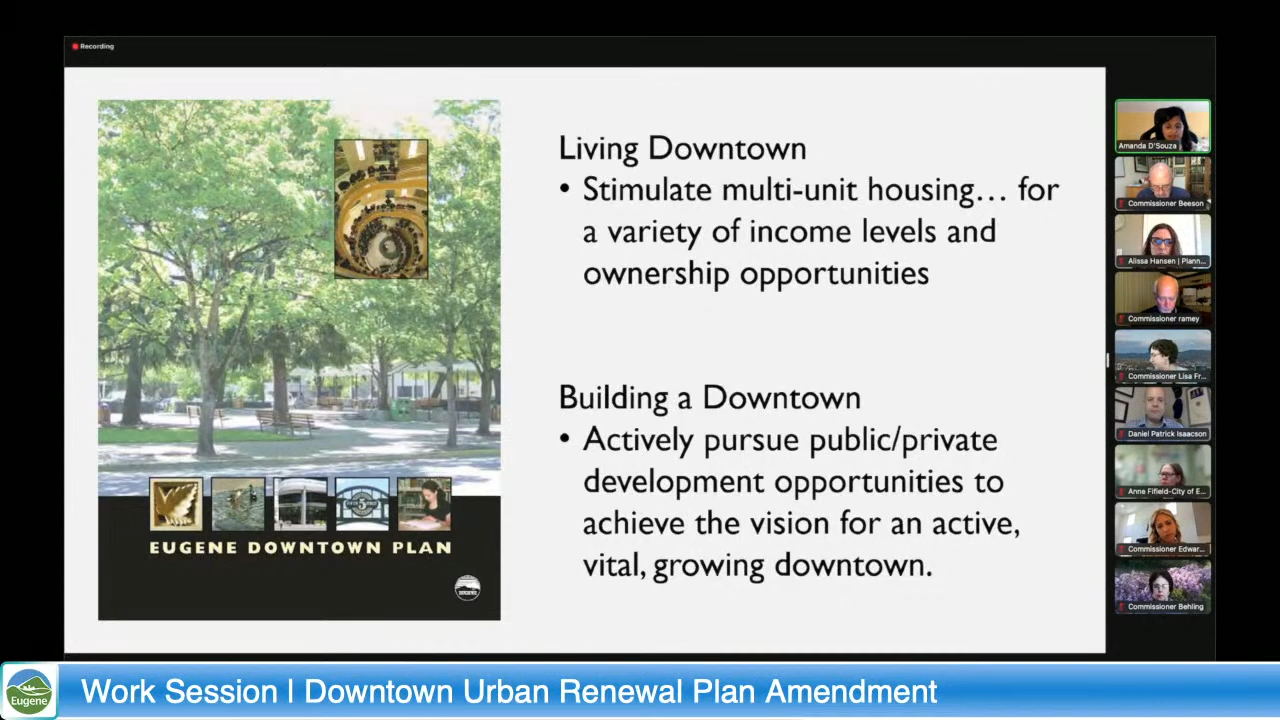 Recording
Living Downtown
• Stimulate multi-unit housing… for
a variety of income levels and
ownership opportunities
Building a Downtown
• Actively pursue public/private
development opportunities to
achieve the vision for an active,
vital, growing downtown.
EUGENE DOWNTOWN PLAN
Amanda D'Souza
Commissioner Beeson
Alissa Hansen | Plann...
Commissioner ramey
Commissioner Lisa Fr...
Daniel Patrick Isaacson
Anne Fifield-City of E...
Commissioner Edwar...
Commissioner Behling
Eugene
Work Session | Downtown Urban Renewal Plan Amendment